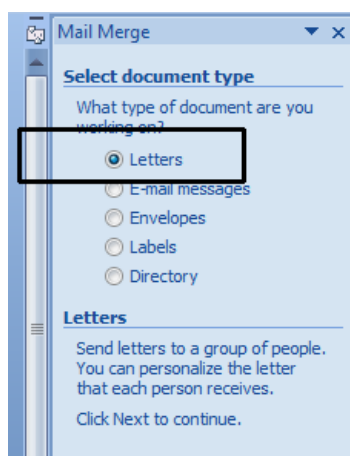 Mail Merge
Select document type
What type of document are you
working on?
Letters
E-mail messages
Envelopes
Labels
Directory
Letters
Send letters to a group of people.
You can personalize the letter
that each person receives.
Click Next to continue.